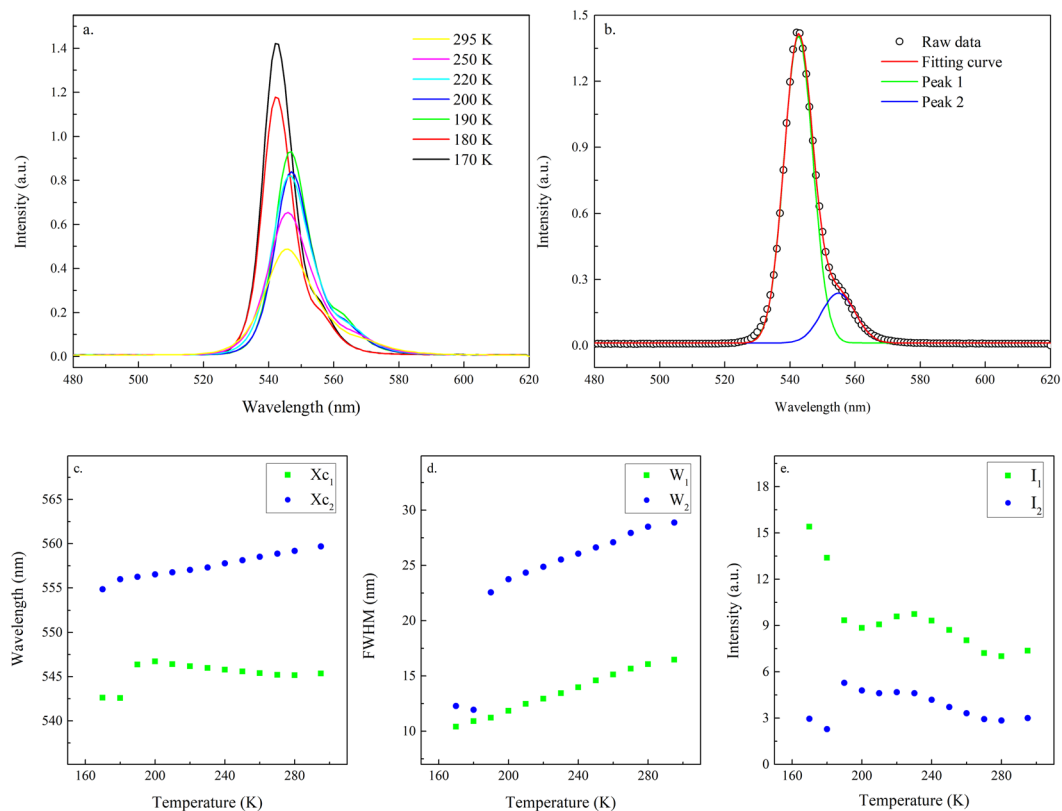 a.
1.4
1.2
1.0
0.8
0.6
0.4
0.2
0.0
Intensity (a.u.)
295 K
250 K
220 K
200 K
190 K
180 K
170 K
480 500 520 540 560 580 600 620
Wavelength (nm)
b.
1.5
1.2
0.9
0.6
0.3
0.0
Intensity (a.u.)
Raw data
Fitting curve
Peak 1
Peak 2
480 500 520 540 560 580 600 620
Wavelength (nm)
c.
565
560
555
550
545
540
Wavelength (nm)
Xc₁
Xc₂
160 200 240 280
Temperature (K)
d.
30
25
20
15
10
FWHM (nm)
W₁
W₂
160 200 240 280
Temperature (K)
e.
18
15
12
9
6
3
0
Intensity (a.u.)
I₁
I₂
160 200 240 280
Temperature (K)